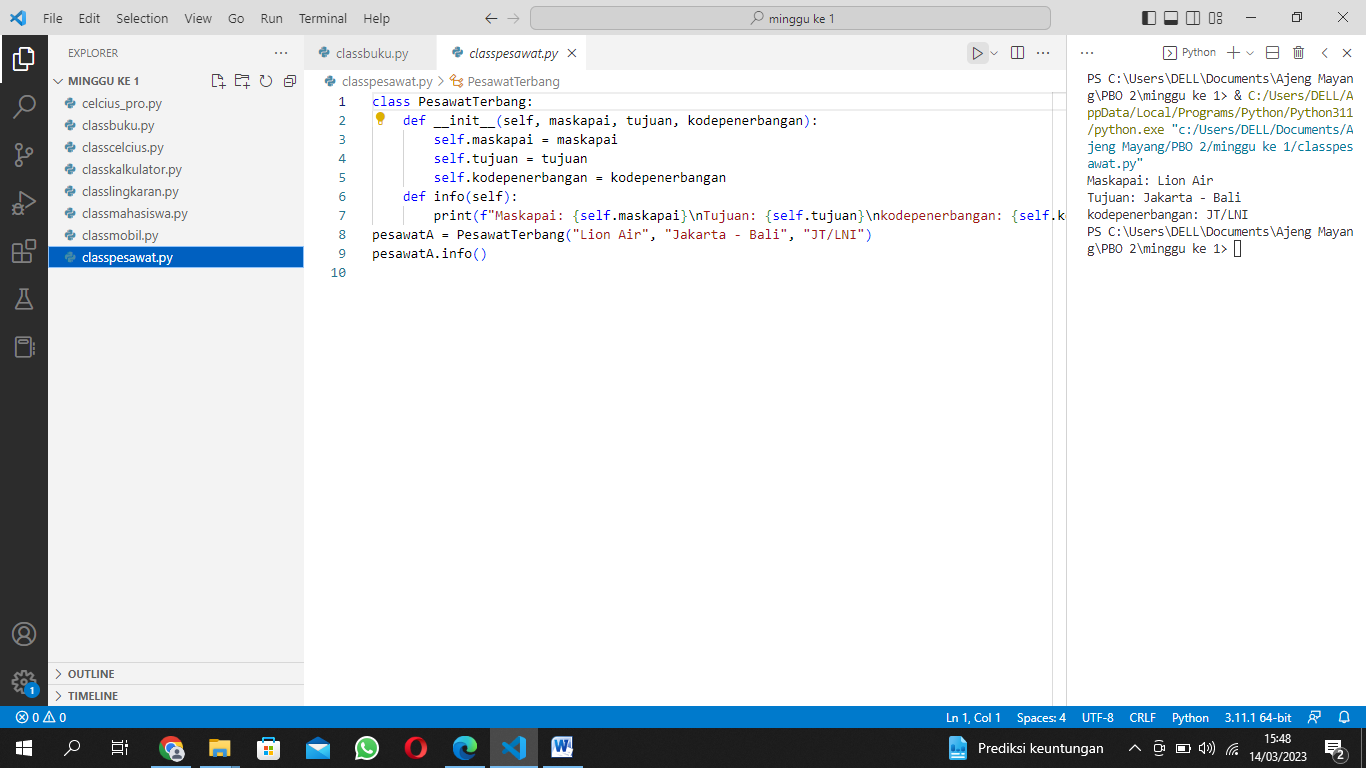 File Edit Selection View Go Run Terminal Help
minggu ke 1
EXPLORER
MINGGU KE 1
celcius_pro.py
classbuku.py
classcelcius.py
classkalkulator.py
classlingkaran.py
classmahasiswa.py
classmobil.py
classpesawat.py
OUTLINE
TIMELINE
classbuku.py classpesawat.py
classpesawat.py > PesawatTerbang
1 class PesawatTerbang:
2 def __init__(self, maskapai, tujuan, kodepenerbangan):
3 self.maskapai = maskapai
4 self.tujuan = tujuan
5 self.kodepenerbangan = kodepenerbangan
6 def info(self):
7 print(f"Maskapai: {self.maskapai}\nTujuan: {self.tujuan}\nkodepenerbangan: {self.k
8 pesawatA = PesawatTerbang("Lion Air", "Jakarta - Bali", "JT/LNI")
9 pesawatA.info()
10
Python
PS C:\Users\DELL\Documents\Ajeng Mayan
g\PBO 2\minggu ke 1> & C:/Users/DELL/A
ppData/Local/Programs/Python/Python311
/python.exe "c:/Users/DELL/Documents/A
jeng Mayang/PBO 2/minggu ke 1/classpes
awat.py"
Maskapai: Lion Air
Tujuan: Jakarta - Bali
kodepenerbangan: JT/LNI
PS C:\Users\DELL\Documents\Ajeng Mayan
g\PBO 2\minggu ke 1>
1
0 0 Ln 1, Col 1 Spaces: 4 UTF-8 CRLF Python 3.11.1 64-bit
Prediksi keuntungan
15:48
14/03/2023
2